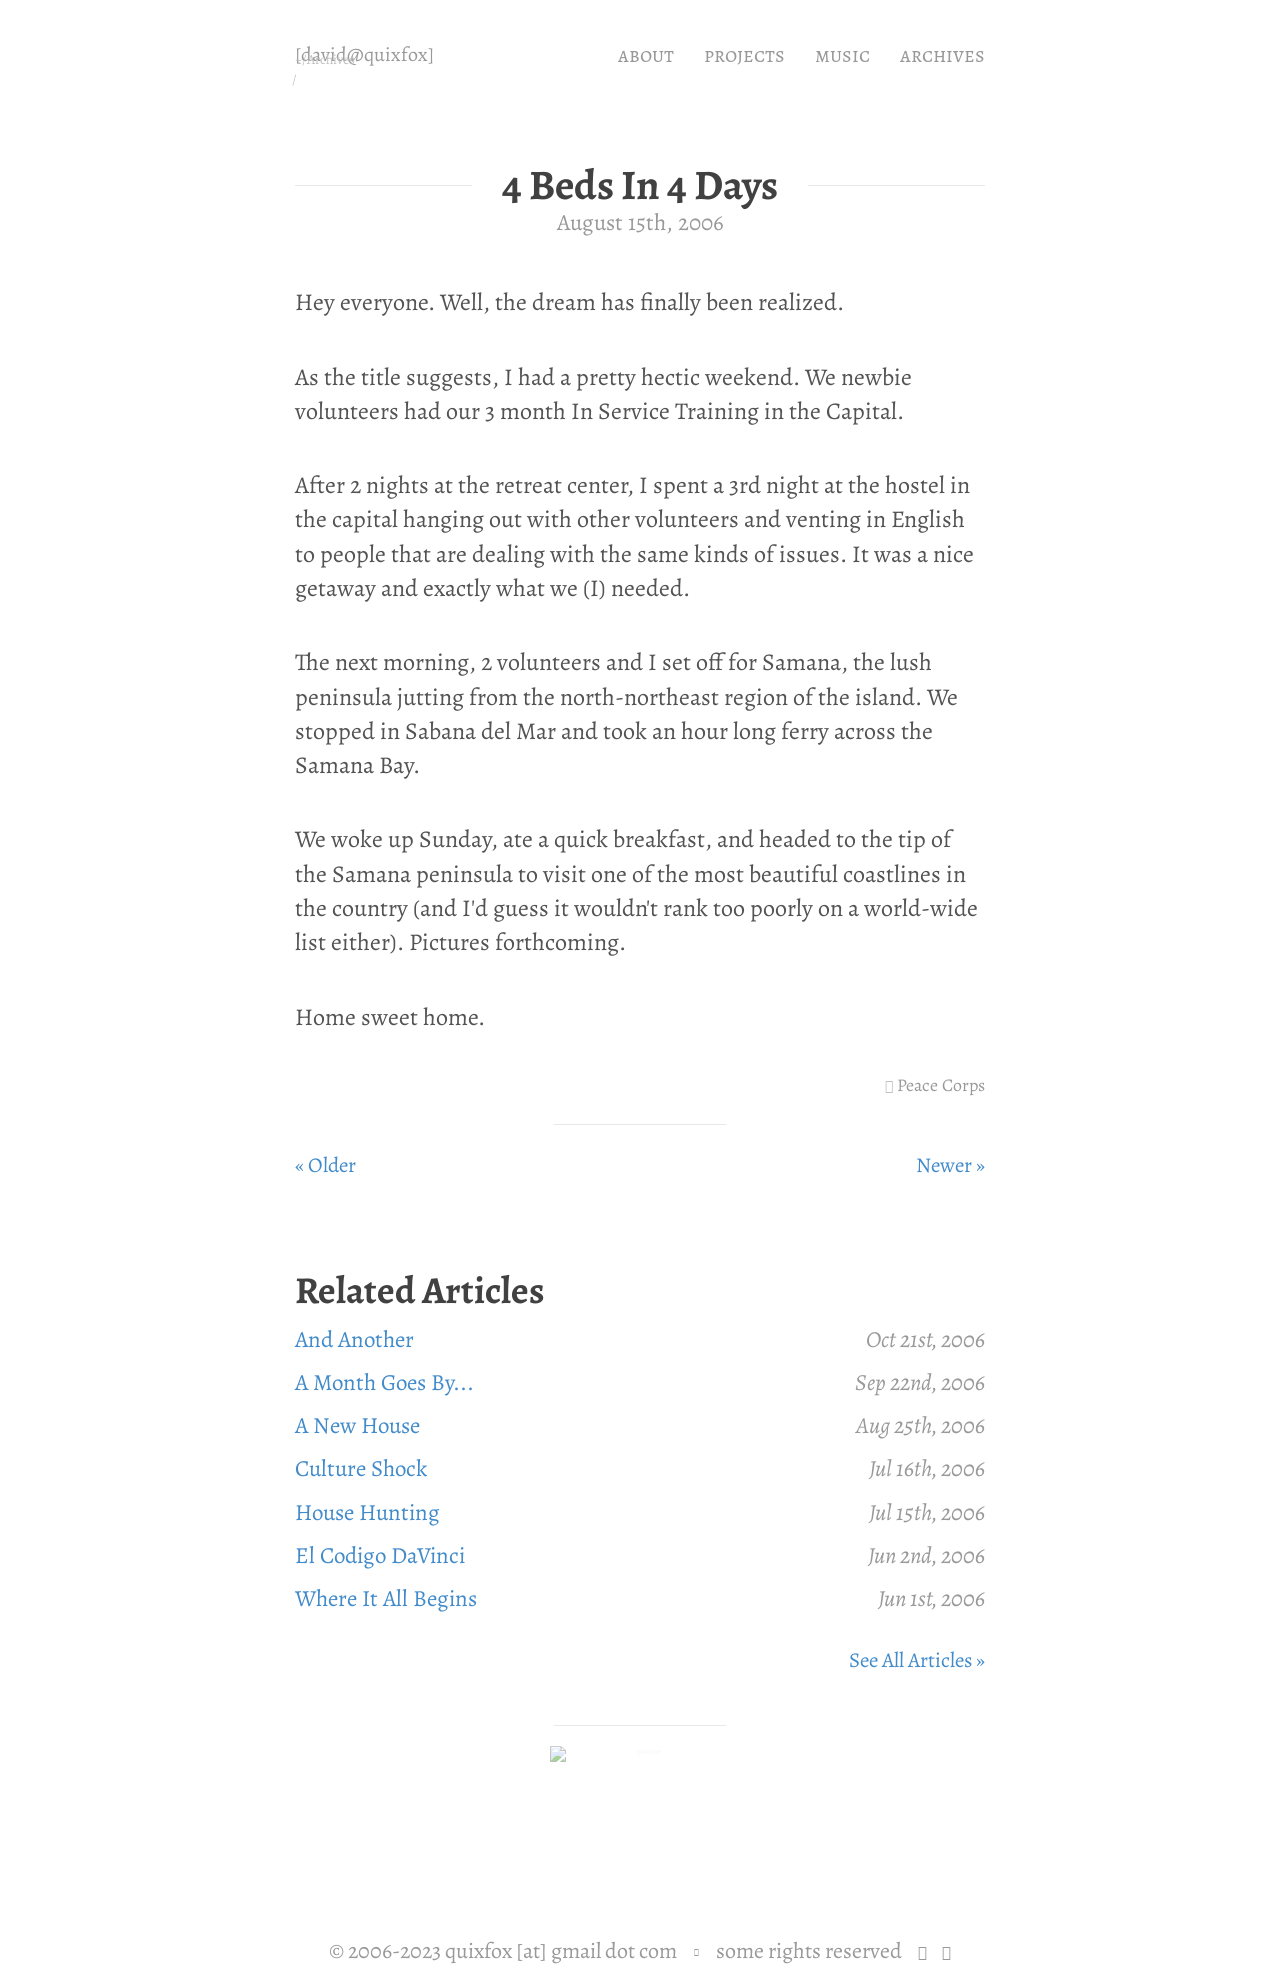 [david@quixfox]
ABOUT PROJECTS MUSIC ARCHIVES
/
4 Beds In 4 Days
August 15th, 2006
Hey everyone. Well, the dream has finally been realized.
As the title suggests, I had a pretty hectic weekend. We newbie
volunteers had our 3 month In Service Training in the Capital.
After 2 nights at the retreat center, I spent a 3rd night at the hostel in
the capital hanging out with other volunteers and venting in English
to people that are dealing with the same kinds of issues. It was a nice
getaway and exactly what we (I) needed.
The next morning, 2 volunteers and I set off for Samana, the lush
peninsula jutting from the north-northeast region of the island. We
stopped in Sabana del Mar and took an hour long ferry across the
Samana Bay.
We woke up Sunday, ate a quick breakfast, and headed to the tip of
the Samana peninsula to visit one of the most beautiful coastlines in
the country (and I'd guess it wouldn't rank too poorly on a world-wide
list either). Pictures forthcoming.
Home sweet home.
Peace Corps
« Older
Newer »
Related Articles
And Another Oct 21st, 2006
A Month Goes By... Sep 22nd, 2006
A New House Aug 25th, 2006
Culture Shock Jul 16th, 2006
House Hunting Jul 15th, 2006
El Codigo DaVinci Jun 2nd, 2006
Where It All Begins Jun 1st, 2006
See All Articles »
© 2006-2023 quixfox [at] gmail dot com some rights reserved